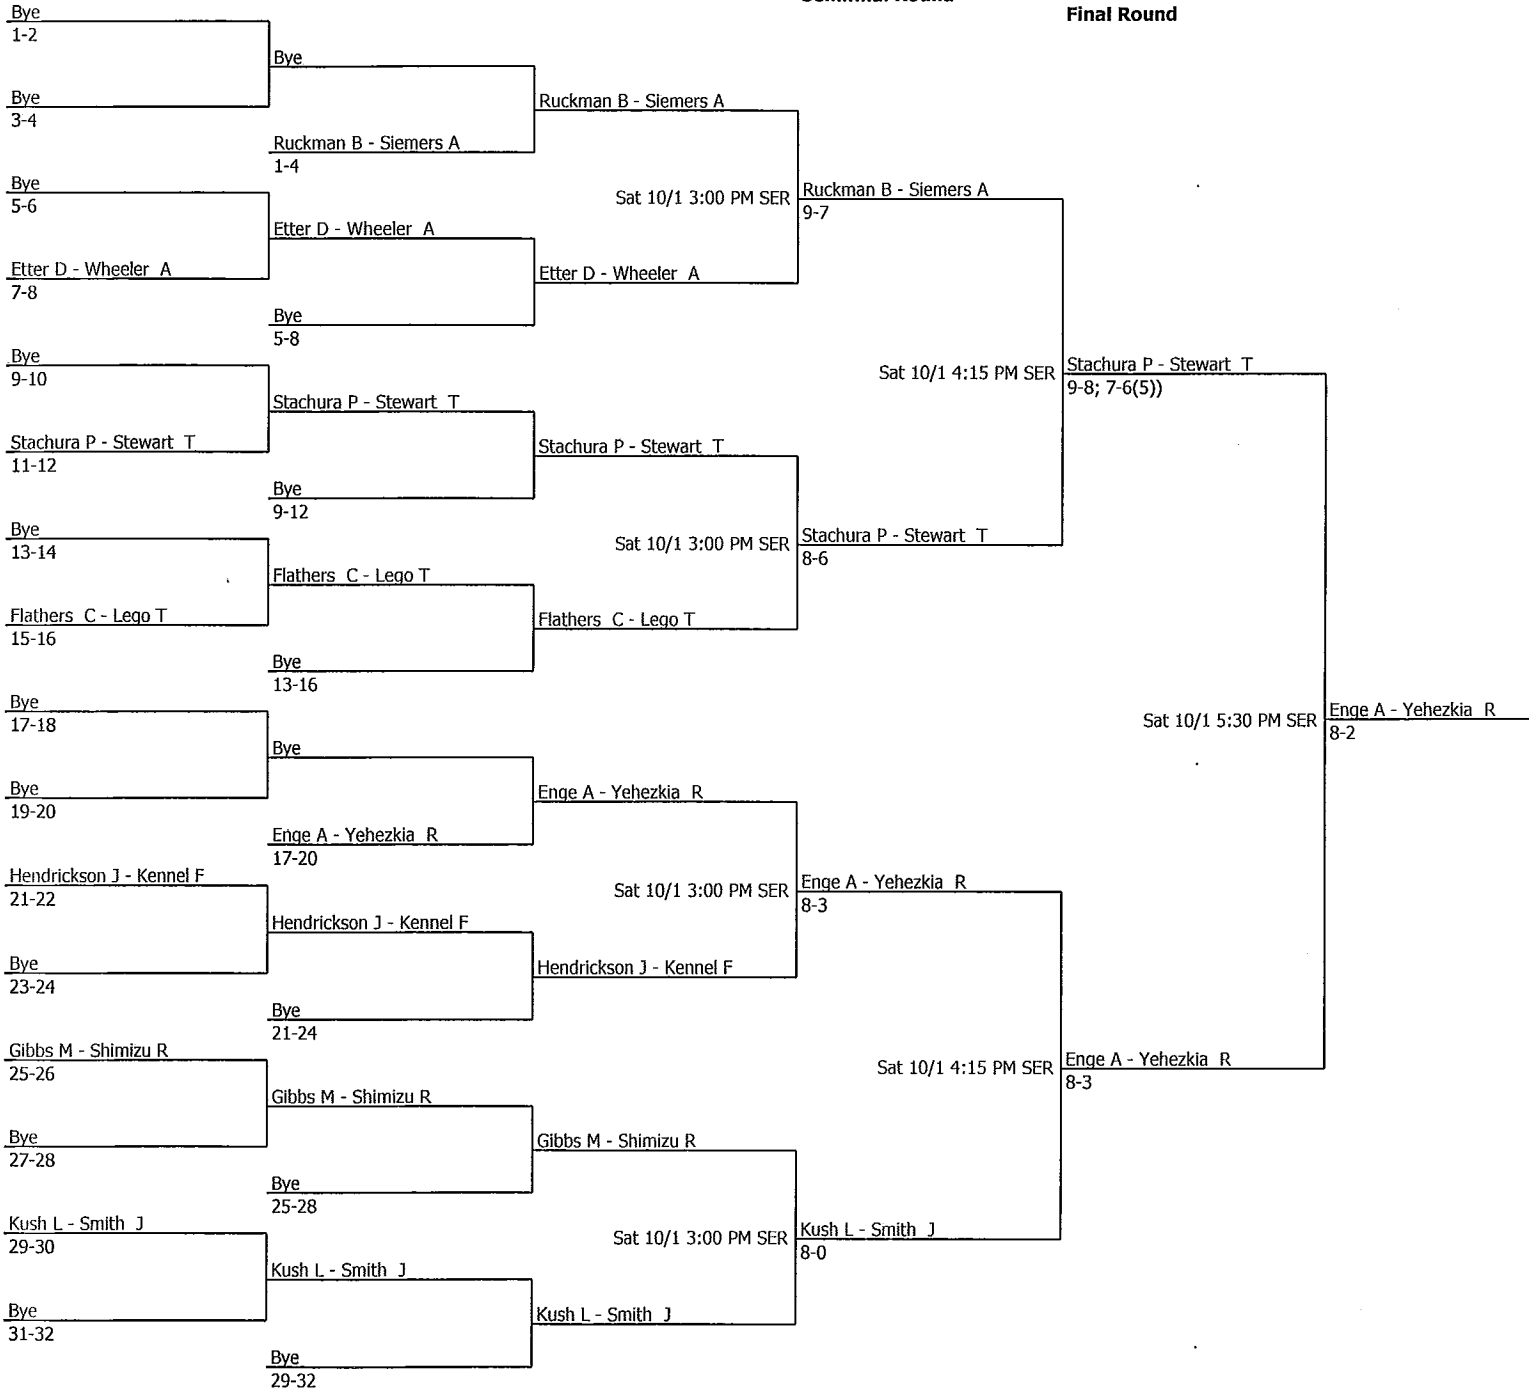 Final Round
Bye
1-2
Bye
Bye
3-4
Ruckman B - Siemers A
Ruckman B - Siemers A
1-4
Bye
5-6
Sat 10/1 3:00 PM SER
Ruckman B - Siemers A
9-7
Etter D - Wheeler A
Etter D - Wheeler A
7-8
Etter D - Wheeler A
Bye
5-8
Bye
9-10
Sat 10/1 4:15 PM SER
Stachura P - Stewart T
9-8; 7-6(5))
Stachura P - Stewart T
Stachura P - Stewart T
11-12
Stachura P - Stewart T
Bye
9-12
Bye
13-14
Sat 10/1 3:00 PM SER
Stachura P - Stewart T
8-6
Flathers C - Lego T
Flathers C - Lego T
15-16
Flathers C - Lego T
Bye
13-16
Bye
17-18
Sat 10/1 5:30 PM SER
Enge A - Yehezkia R
8-2
Bye
Bye
19-20
Enge A - Yehezkia R
Enge A - Yehezkia R
17-20
Hendrickson J - Kennel F
21-22
Sat 10/1 3:00 PM SER
Enge A - Yehezkia R
8-3
Hendrickson J - Kennel F
Bye
23-24
Hendrickson J - Kennel F
Bye
21-24
Gibbs M - Shimizu R
25-26
Sat 10/1 4:15 PM SER
Enge A - Yehezkia R
8-3
Gibbs M - Shimizu R
Bye
27-28
Gibbs M - Shimizu R
Bye
25-28
Kush L - Smith J
29-30
Sat 10/1 3:00 PM SER
Kush L - Smith J
8-0
Kush L - Smith J
Bye
31-32
Kush L - Smith J
Bye
29-32